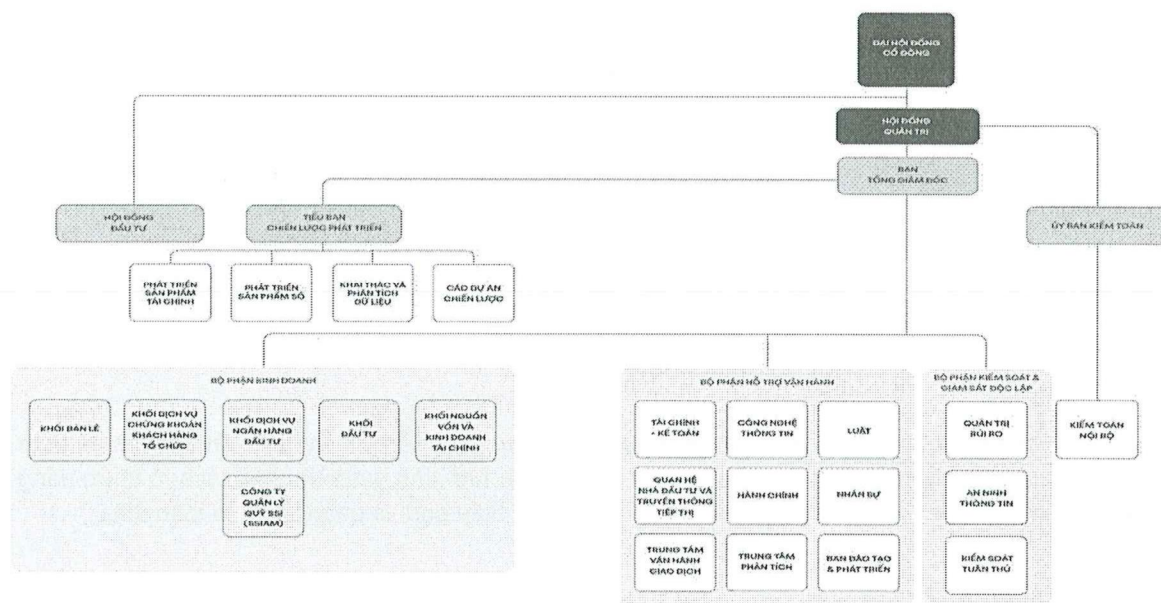 ĐẠI HỘI ĐỒNG
CỔ ĐÔNG
HỘI ĐỒNG
QUẢN TRỊ
BAN
TỔNG GIÁM ĐỐC
HỘI ĐỒNG
ĐẦU TƯ
TIỂU BAN
CHIẾN LƯỢC PHÁT TRIỂN
ỦY BAN KIỂM TOÁN
PHÁT TRIỂN
SẢN PHẨM
TÀI CHÍNH
PHÁT TRIỂN
SẢN PHẨM SỐ
KHAI THÁC VÀ
PHÂN TÍCH
DỮ LIỆU
CÁC DỰ ÁN
CHIẾN LƯỢC
BỘ PHẬN KINH DOANH
KHỐI BÁN LẺ
KHỐI DỊCH VỤ
CHỨNG KHOÁN
KHÁCH HÀNG
TỔ CHỨC
KHỐI DỊCH VỤ
NGÂN HÀNG
ĐẦU TƯ
KHỐI
ĐẦU TƯ
KHỐI NGUỒN
VỐN VÀ
KINH DOANH
TÀI CHÍNH
CÔNG TY
QUẢN LÝ
QUỸ SSI
(SSIAM)
BỘ PHẬN HỖ TRỢ VẬN HÀNH
TÀI CHÍNH
- KẾ TOÁN
CÔNG NGHỆ
THÔNG TIN
LUẬT
QUAN HỆ
NHÀ ĐẦU TƯ VÀ
TRUYỀN THÔNG
TIẾP THỊ
HÀNH CHÍNH
NHÂN SỰ
TRUNG TÂM
VẬN HÀNH
GIAO DỊCH
TRUNG TÂM
PHÂN TÍCH
BAN ĐÀO TẠO
& PHÁT TRIỂN
BỘ PHẬN KIỂM SOÁT &
GIÁM SÁT ĐỘC LẬP
QUẢN TRỊ
RỦI RO
AN NINH
THÔNG TIN
KIỂM SOÁT
TUÂN THỦ
KIỂM TOÁN
NỘI BỘ